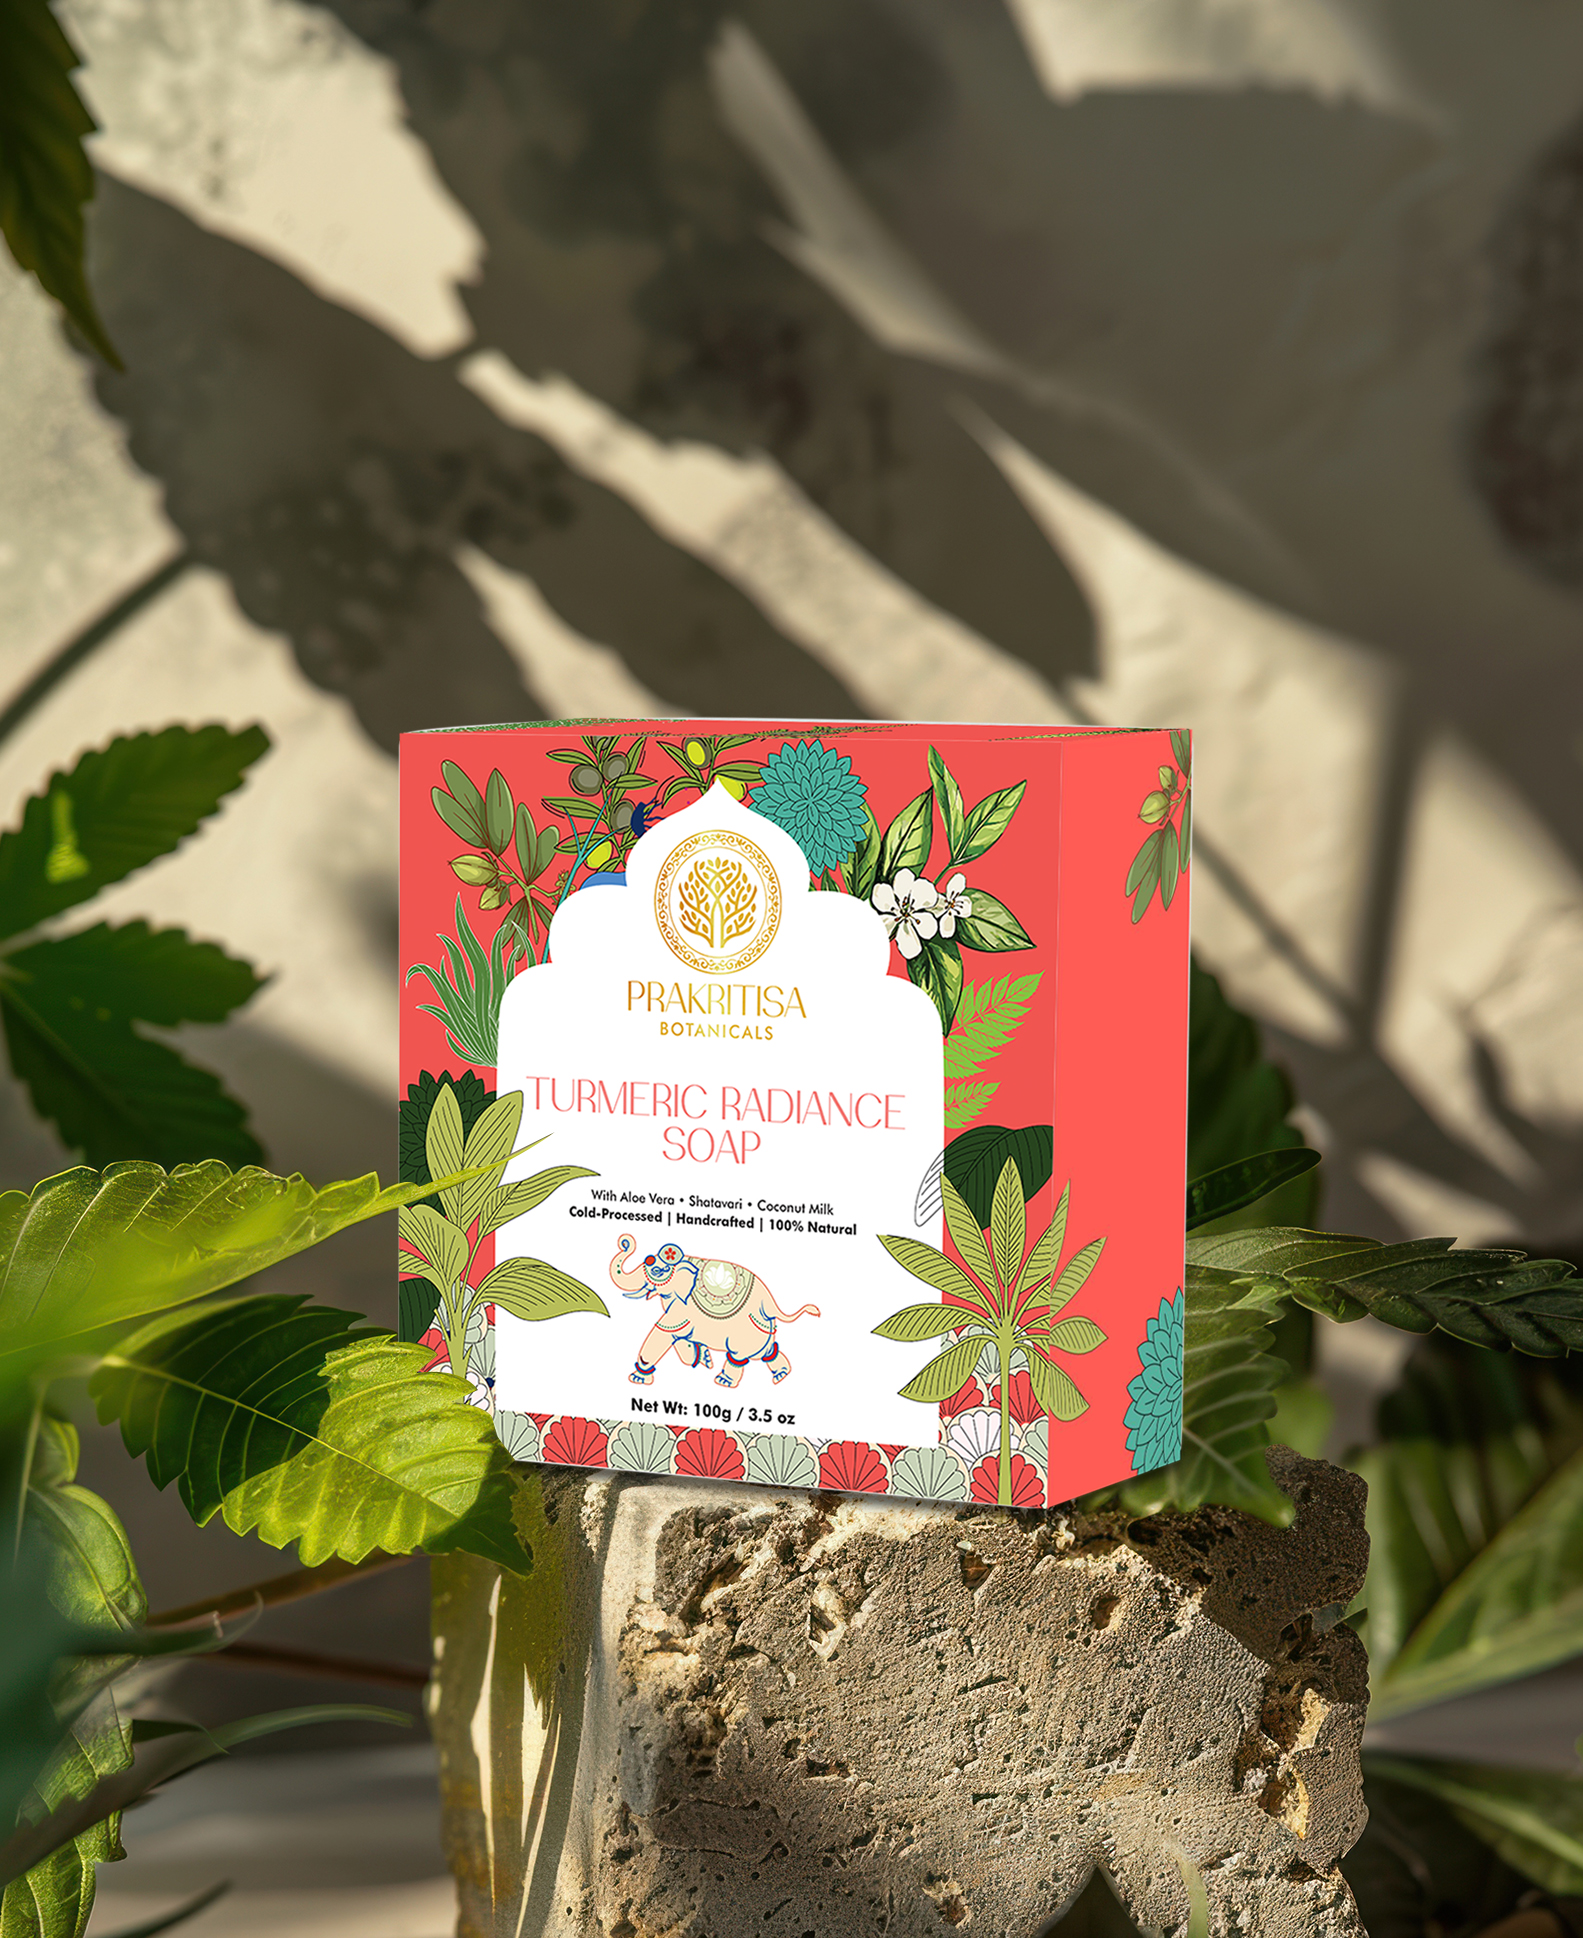 PRAKRITISA
BOTANICALS
TURMERIC RADIANCE
SOAP
With Aloe Vera • Shatavari • Coconut Milk
Cold-Processed | Handcrafted | 100% Natural
Net Wt: 100g / 3.5 oz